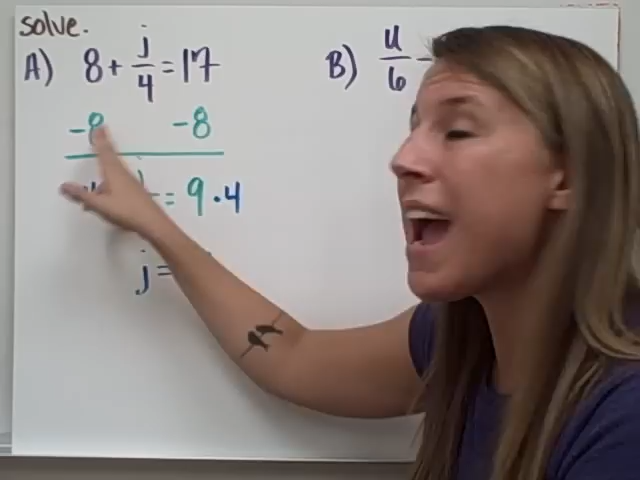 solve.
A) 8 + j/4 = 17
B) u/6 -
-8 -8
= 9 · 4
j =